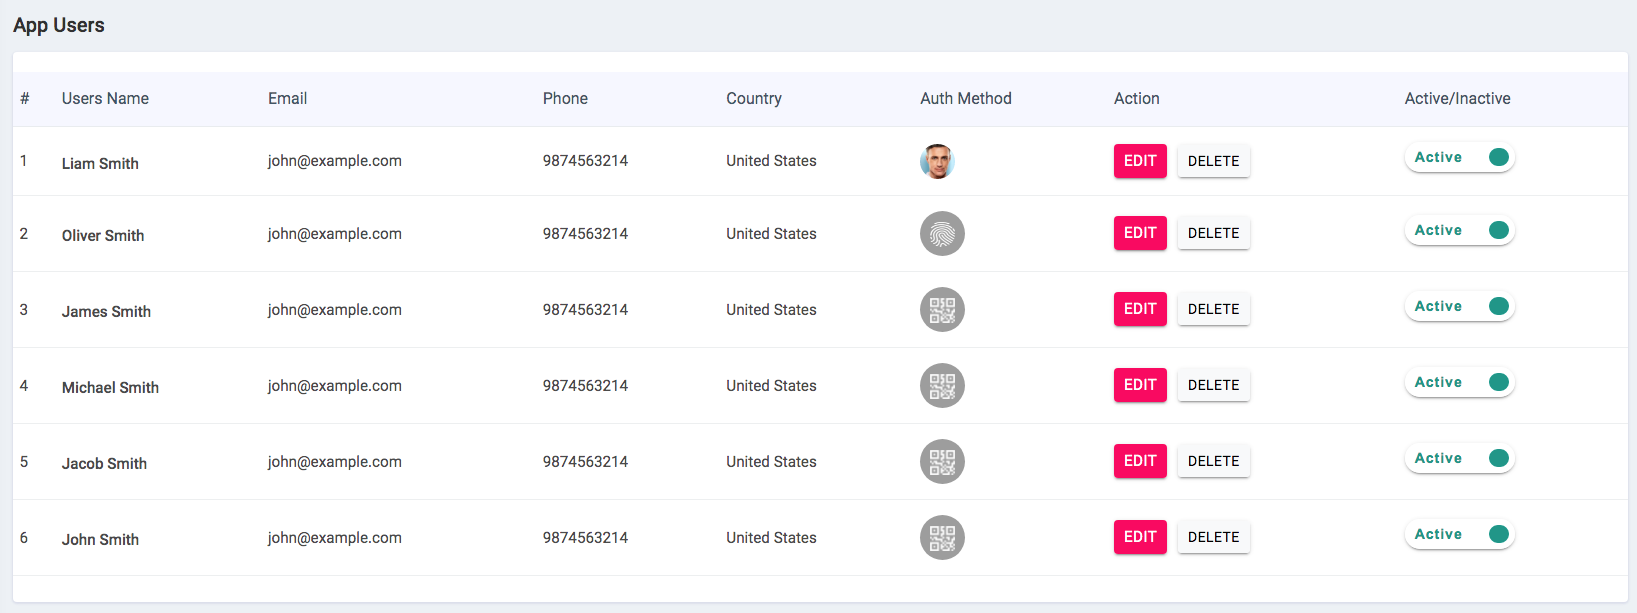 App Users
# Users Name Email Phone Country Auth Method Action Active/Inactive
1 Liam Smith john@example.com 9874563214 United States EDIT DELETE Active
2 Oliver Smith john@example.com 9874563214 United States EDIT DELETE Active
3 James Smith john@example.com 9874563214 United States EDIT DELETE Active
4 Michael Smith john@example.com 9874563214 United States EDIT DELETE Active
5 Jacob Smith john@example.com 9874563214 United States EDIT DELETE Active
6 John Smith john@example.com 9874563214 United States EDIT DELETE Active